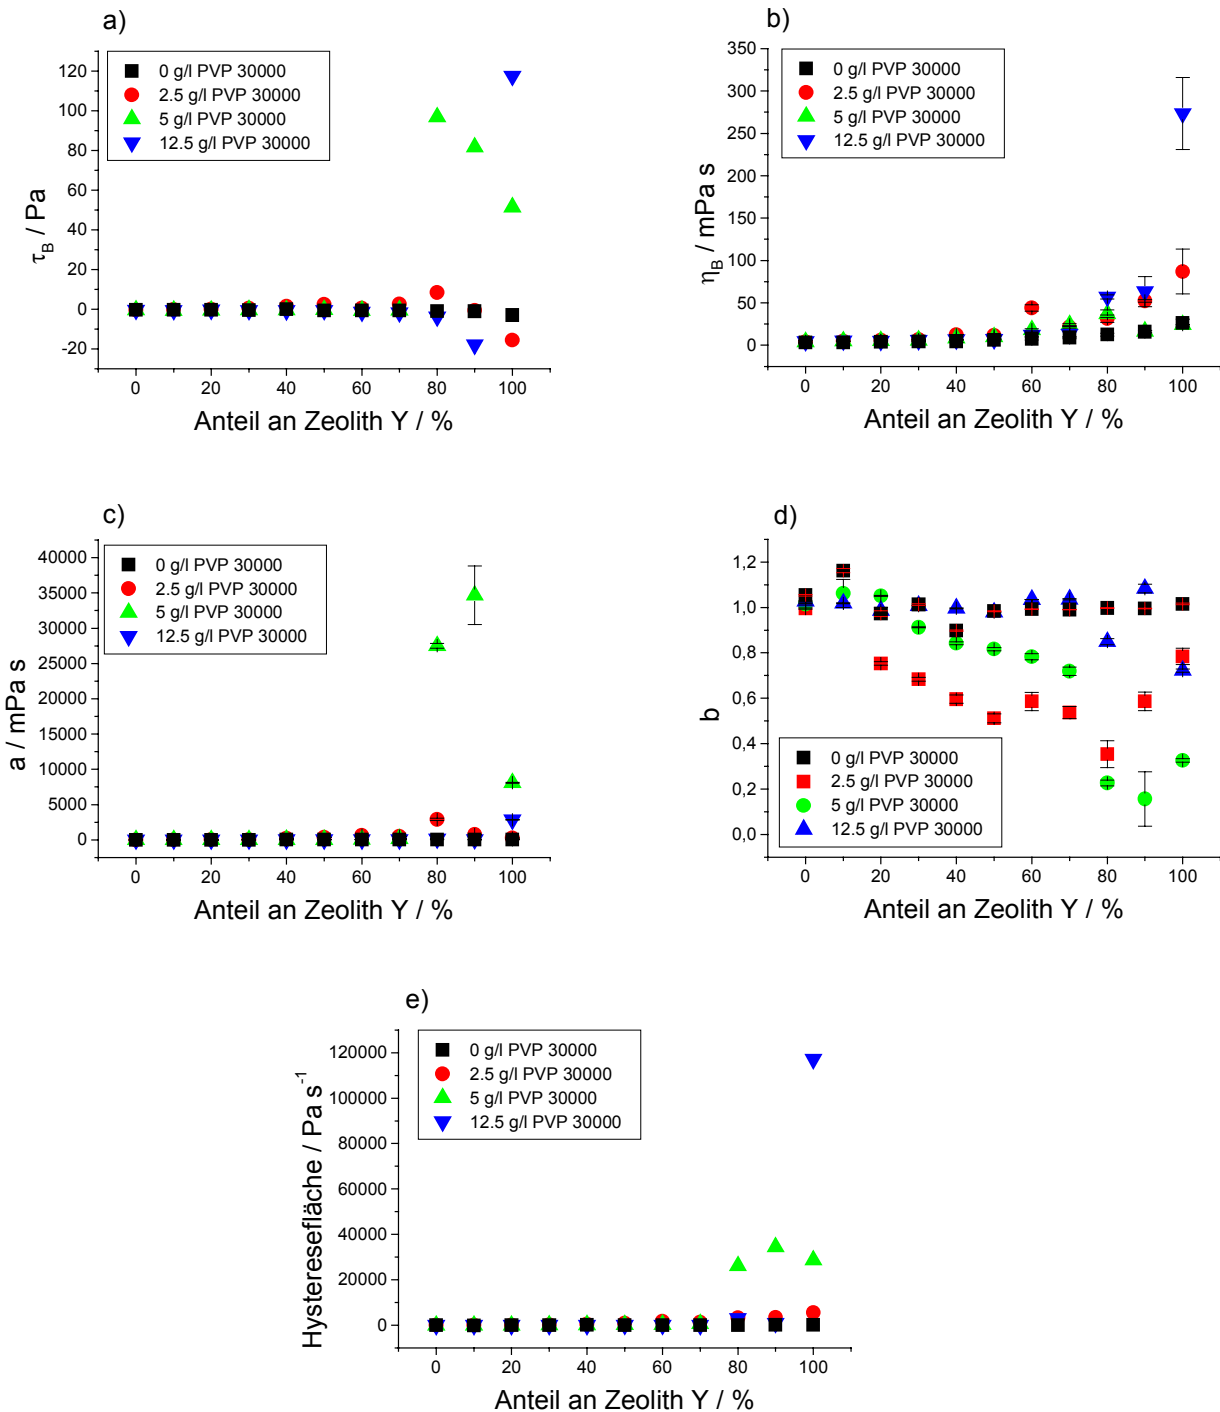 a)
0 g/l PVP 30000
2.5 g/l PVP 30000
5 g/l PVP 30000
12.5 g/l PVP 30000
120
100
80
60
40
20
0
-20
τB / Pa
0 20 40 60 80 100
Anteil an Zeolith Y / %
b)
0 g/l PVP 30000
2.5 g/l PVP 30000
5 g/l PVP 30000
12.5 g/l PVP 30000
350
300
250
200
150
100
50
0
ηB / mPa s
0 20 40 60 80 100
Anteil an Zeolith Y / %
c)
0 g/l PVP 30000
2.5 g/l PVP 30000
5 g/l PVP 30000
12.5 g/l PVP 30000
40000
35000
30000
25000
20000
15000
10000
5000
0
a / mPa s
0 20 40 60 80 100
Anteil an Zeolith Y / %
d)
1,2
1,0
0,8
0,6
0,4
0,2
0,0
b
0 g/l PVP 30000
2.5 g/l PVP 30000
5 g/l PVP 30000
12.5 g/l PVP 30000
0 20 40 60 80 100
Anteil an Zeolith Y / %
e)
0 g/l PVP 30000
2.5 g/l PVP 30000
5 g/l PVP 30000
12.5 g/l PVP 30000
120000
100000
80000
60000
40000
20000
0
Hysteresefläche / Pa s⁻¹
0 20 40 60 80 100
Anteil an Zeolith Y / %